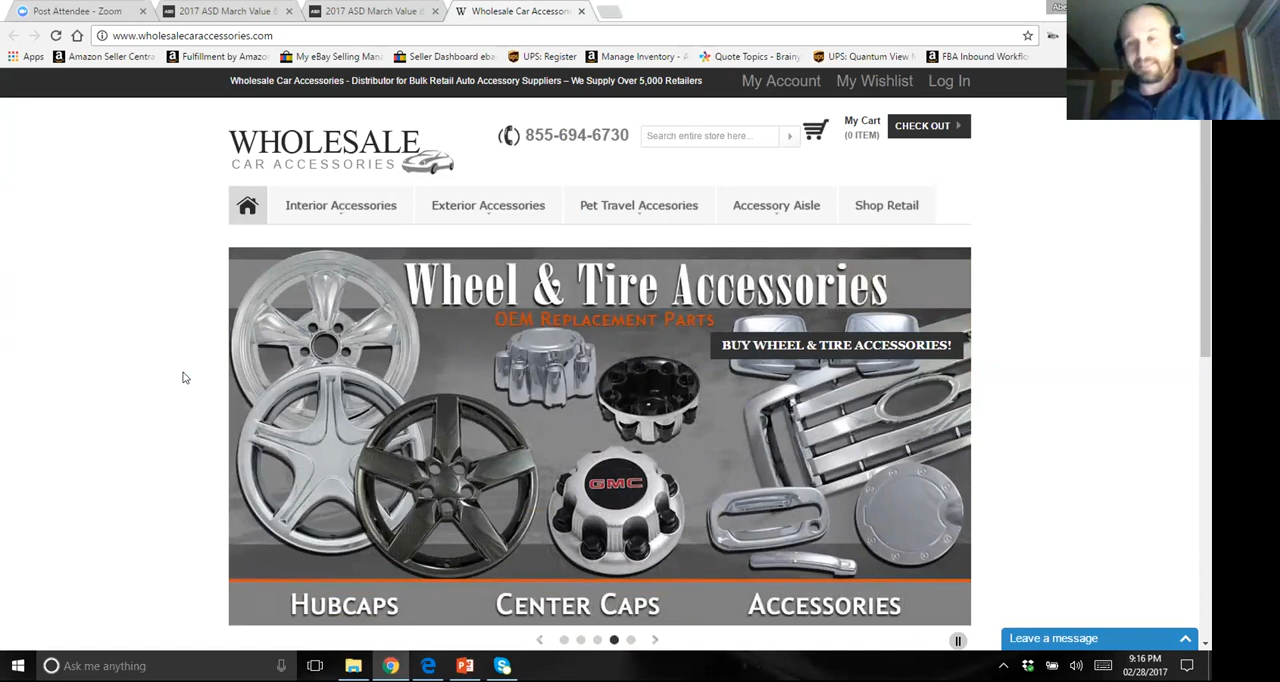 Post Attendee - Zoom
2017 ASD March Value &
2017 ASD March Value &
Wholesale Car Accessorie
www.wholesalecaraccessories.com
Apps
Amazon Seller Centra
Fulfillment by Amazo
My eBay Selling Mana
Seller Dashboard eba
UPS: Register
Manage Inventory - A
Quote Topics - Brainy
UPS: Quantum View M
FBA Inbound Workflo
Wholesale Car Accessories - Distributor for Bulk Retail Auto Accessory Suppliers – We Supply Over 5,000 Retailers
My Account
My Wishlist
Log In
WHOLESALE
CAR ACCESSORIES
855-694-6730
Search entire store here...
My Cart
(0 ITEM)
CHECK OUT
Interior Accessories
Exterior Accessories
Pet Travel Accesories
Accessory Aisle
Shop Retail
Wheel & Tire Accessories
OEM Replacement Parts
BUY WHEEL & TIRE ACCESSORIES!
GMC
Hubcaps
Center Caps
Accessories
Leave a message
Ask me anything
9:16 PM
02/28/2017